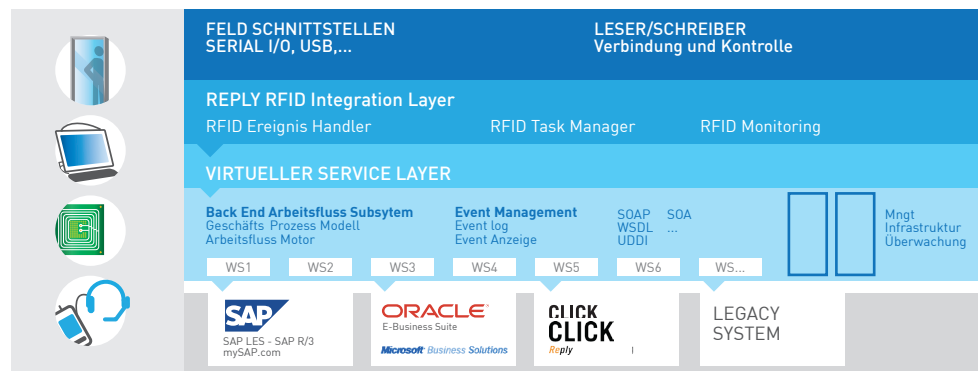 FELD SCHNITTSTELLEN
SERIAL I/O, USB,...
LESER/SCHREIBER
Verbindung und Kontrolle
REPLY RFID Integration Layer
RFID Ereignis Handler
RFID Task Manager
RFID Monitoring
VIRTUELLER SERVICE LAYER
Back End Arbeitsfluss Subsytem
Geschäfts Prozess Modell
Arbeitsfluss Motor
Event Management
Event log
Event Anzeige
SOAP SOA
WSDL ...
UDDI
Mngt
Infrastruktur
Überwachung
WS1
WS2
WS3
WS4
WS5
WS6
WS...
SAP
SAP LES - SAP R/3
mySAP.com
ORACLE
E-Business Suite
Microsoft Business Solutions
CLICK
CLICK
Reply
LEGACY
SYSTEM